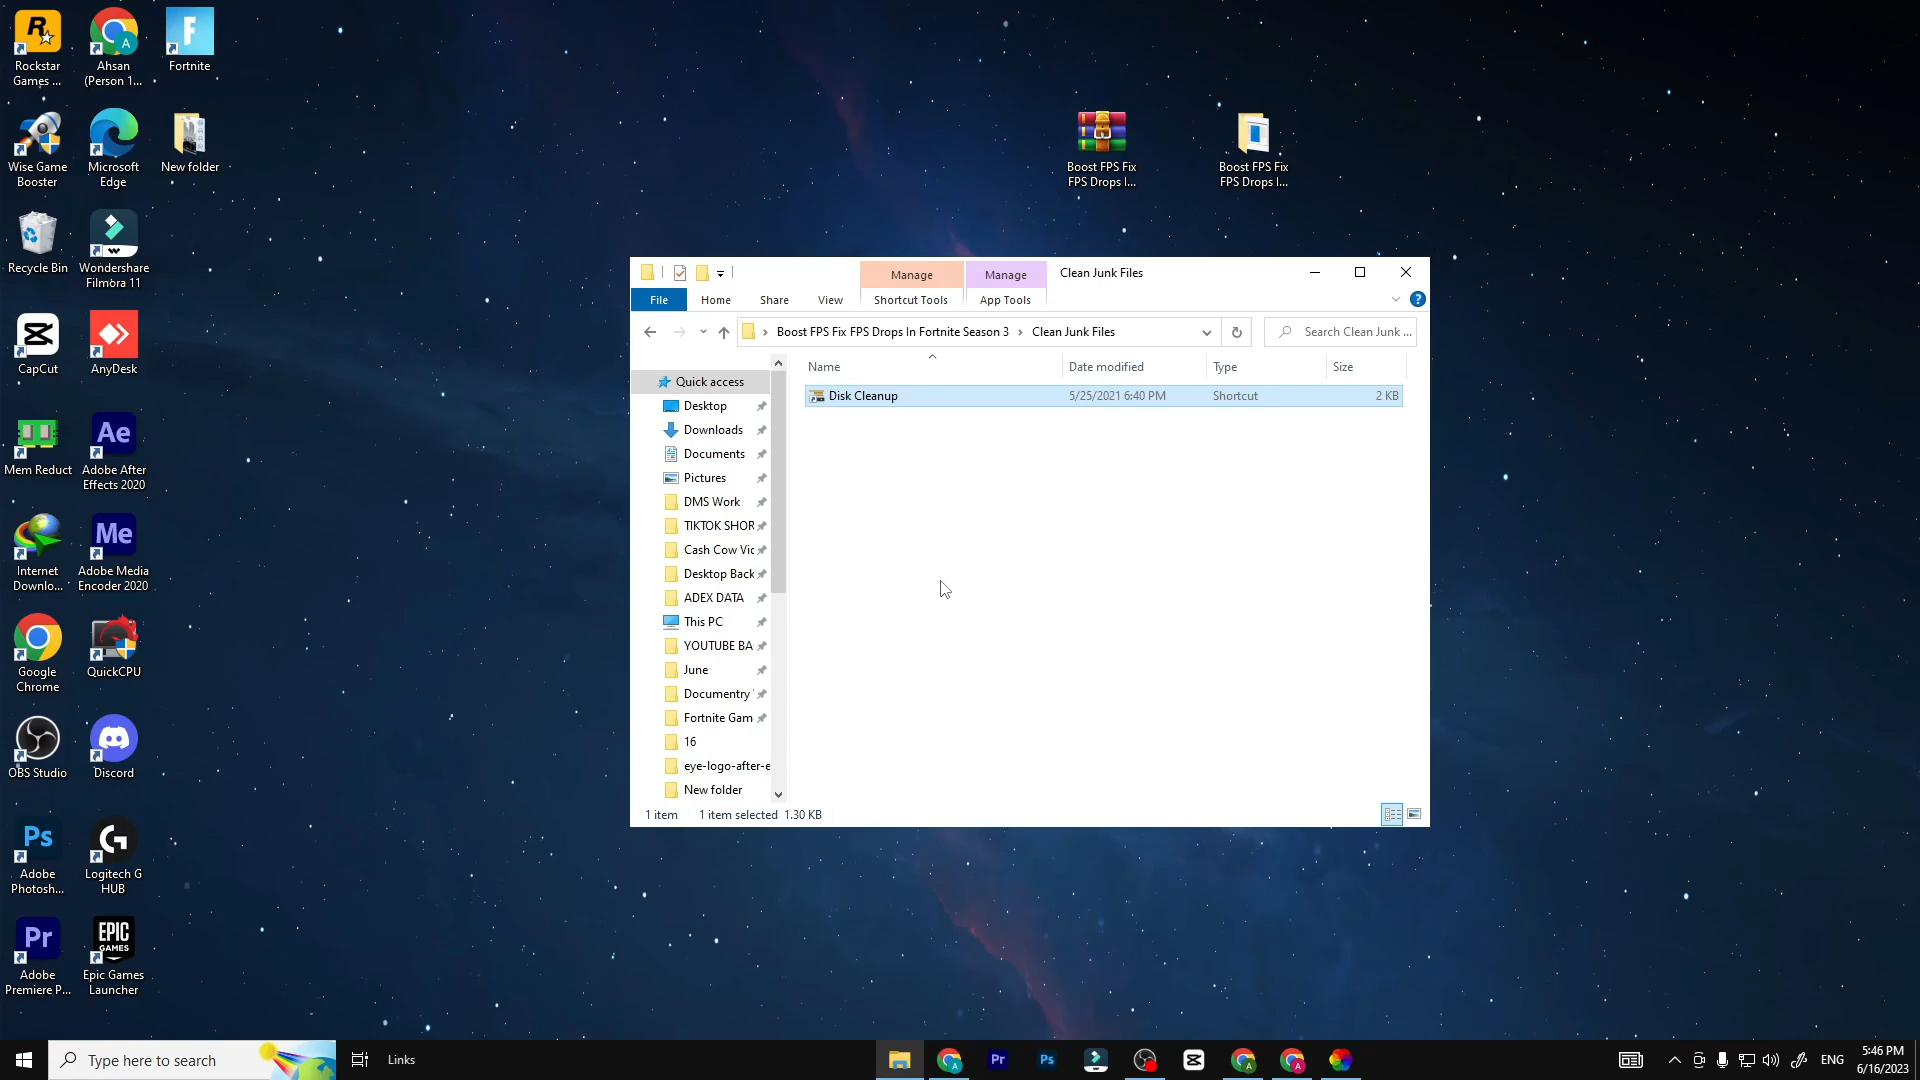 Rockstar
Games ...
Ahsan
(Person 1...
A
Fortnite
Wise Game
Booster
Microsoft
Edge
New folder
Recycle Bin
Wondershare
Filmora 11
CapCut
AnyDesk
Mem Reduct
Ae
Adobe After
Effects 2020
Internet
Downlo...
Me
Adobe Media
Encoder 2020
Google
Chrome
QuickCPU
OBS Studio
Discord
Ps
Adobe
Photosh...
Logitech G
HUB
Pr
Adobe
Premiere P...
EPIC
GAMES
Epic Games
Launcher
Boost FPS Fix
FPS Drops I...
Boost FPS Fix
FPS Drops I...
Manage
Manage
Clean Junk Files
File
Home
Share
View
Shortcut Tools
App Tools
Boost FPS Fix FPS Drops In Fortnite Season 3
Clean Junk Files
Search Clean Junk ...
Name
Date modified
Type
Size
Disk Cleanup
5/25/2021 6:40 PM
Shortcut
2 KB
Quick access
Desktop
Downloads
Documents
Pictures
DMS Work
TIKTOK SHOR
Cash Cow Vic
Desktop Back
ADEX DATA
This PC
YOUTUBE BA
June
Documentry
Fortnite Gam
16
eye-logo-after-e
New folder
1 item
1 item selected 1.30 KB
Type here to search
Links
Pr
Ps
ENG
5:46 PM
6/16/2023